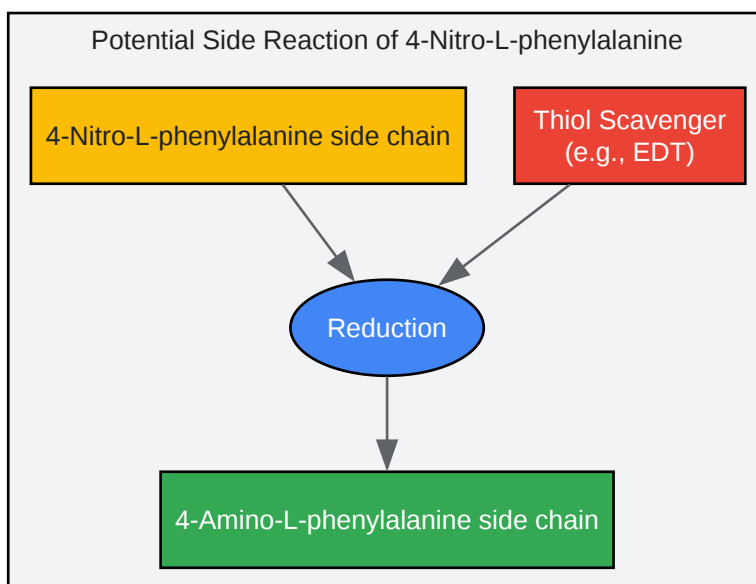 Potential Side Reaction of 4-Nitro-L-phenylalanine
4-Nitro-L-phenylalanine side chain
Thiol Scavenger
(e.g., EDT)
Reduction
4-Amino-L-phenylalanine side chain